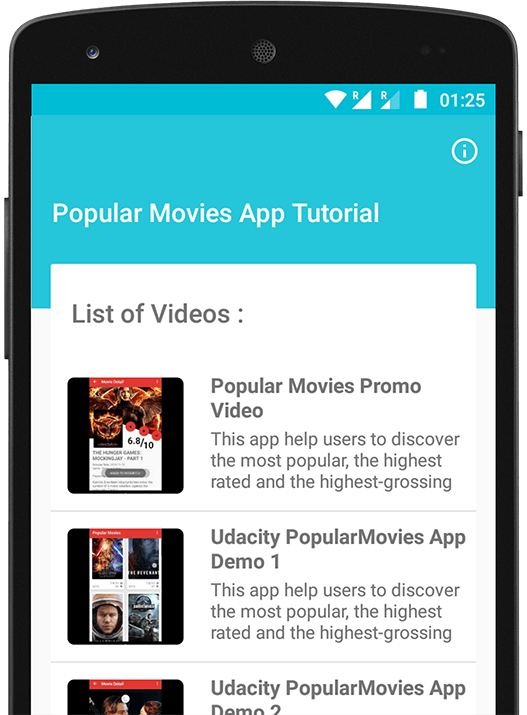 R R 01:25
Popular Movies App Tutorial
List of Videos :
Movie Detail
6.8/10
THE HUNGER GAMES:
MOCKINGJAY - PART 1
Popular Movies Promo
Video
This app help users to discover
the most popular, the highest
rated and the highest-grossing
Popular Movies
THE REVENANT
Udacity PopularMovies App
Demo 1
This app help users to discover
the most popular, the highest
rated and the highest-grossing
Movie Detail
Udacity PopularMovies App
Demo 2